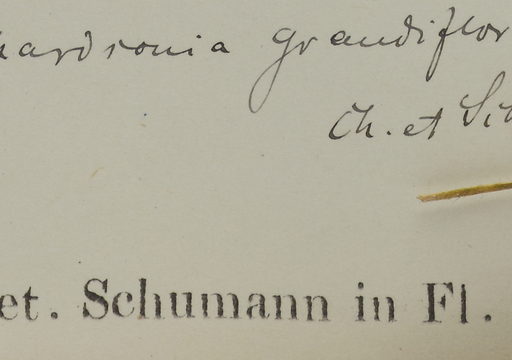 hardsonia grandiflor
Ch. et Sch
et. Schumann in Fl.